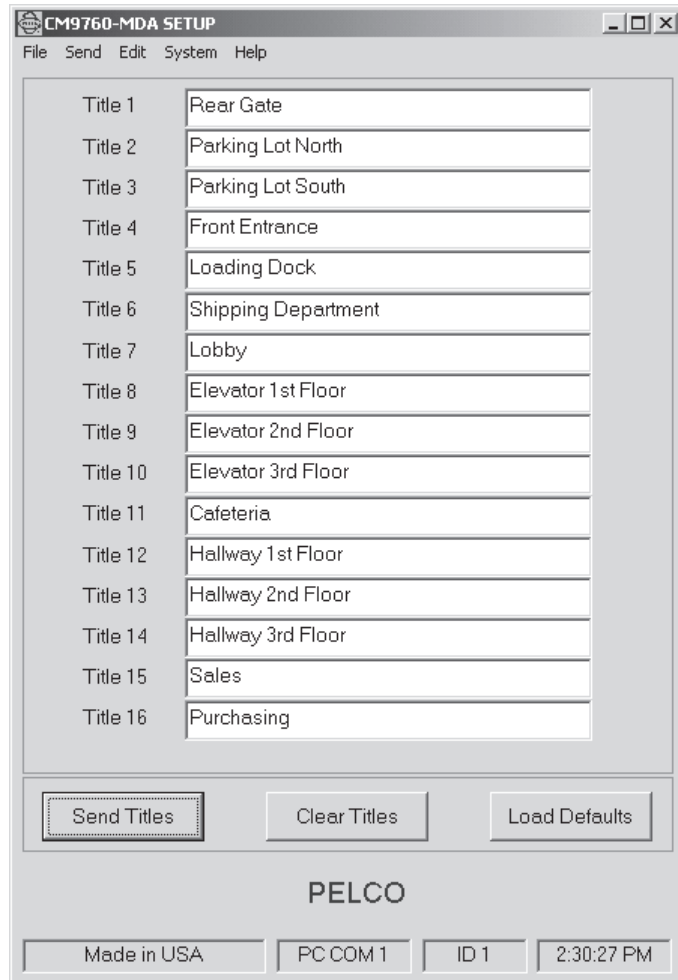 CM9760-MDA SETUP
File Send Edit System Help
Title 1 Rear Gate
Title 2 Parking Lot North
Title 3 Parking Lot South
Title 4 Front Entrance
Title 5 Loading Dock
Title 6 Shipping Department
Title 7 Lobby
Title 8 Elevator 1st Floor
Title 9 Elevator 2nd Floor
Title 10 Elevator 3rd Floor
Title 11 Cafeteria
Title 12 Hallway 1st Floor
Title 13 Hallway 2nd Floor
Title 14 Hallway 3rd Floor
Title 15 Sales
Title 16 Purchasing
Send Titles Clear Titles Load Defaults
PELCO
Made in USA PC COM 1 ID 1 2:30:27 PM